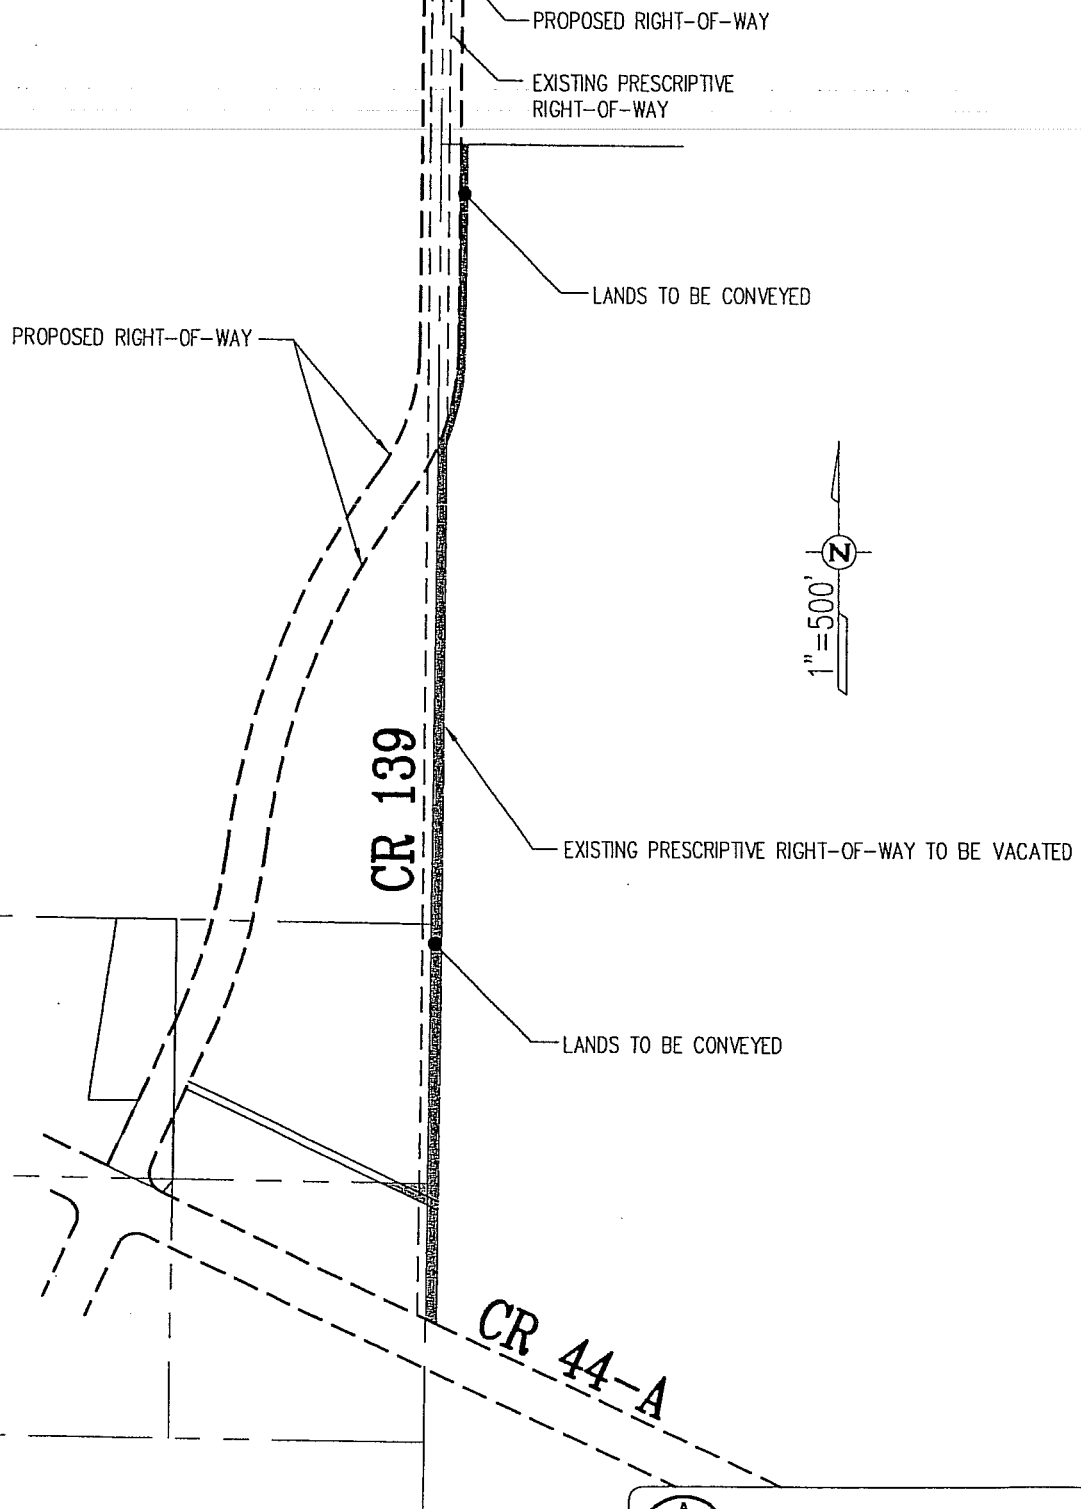 PROPOSED RIGHT-OF-WAY
EXISTING PRESCRIPTIVE
RIGHT-OF-WAY
LANDS TO BE CONVEYED
PROPOSED RIGHT-OF-WAY
N
1"=500'
CR 139
EXISTING PRESCRIPTIVE RIGHT-OF-WAY TO BE VACATED
LANDS TO BE CONVEYED
CR 44-A
A